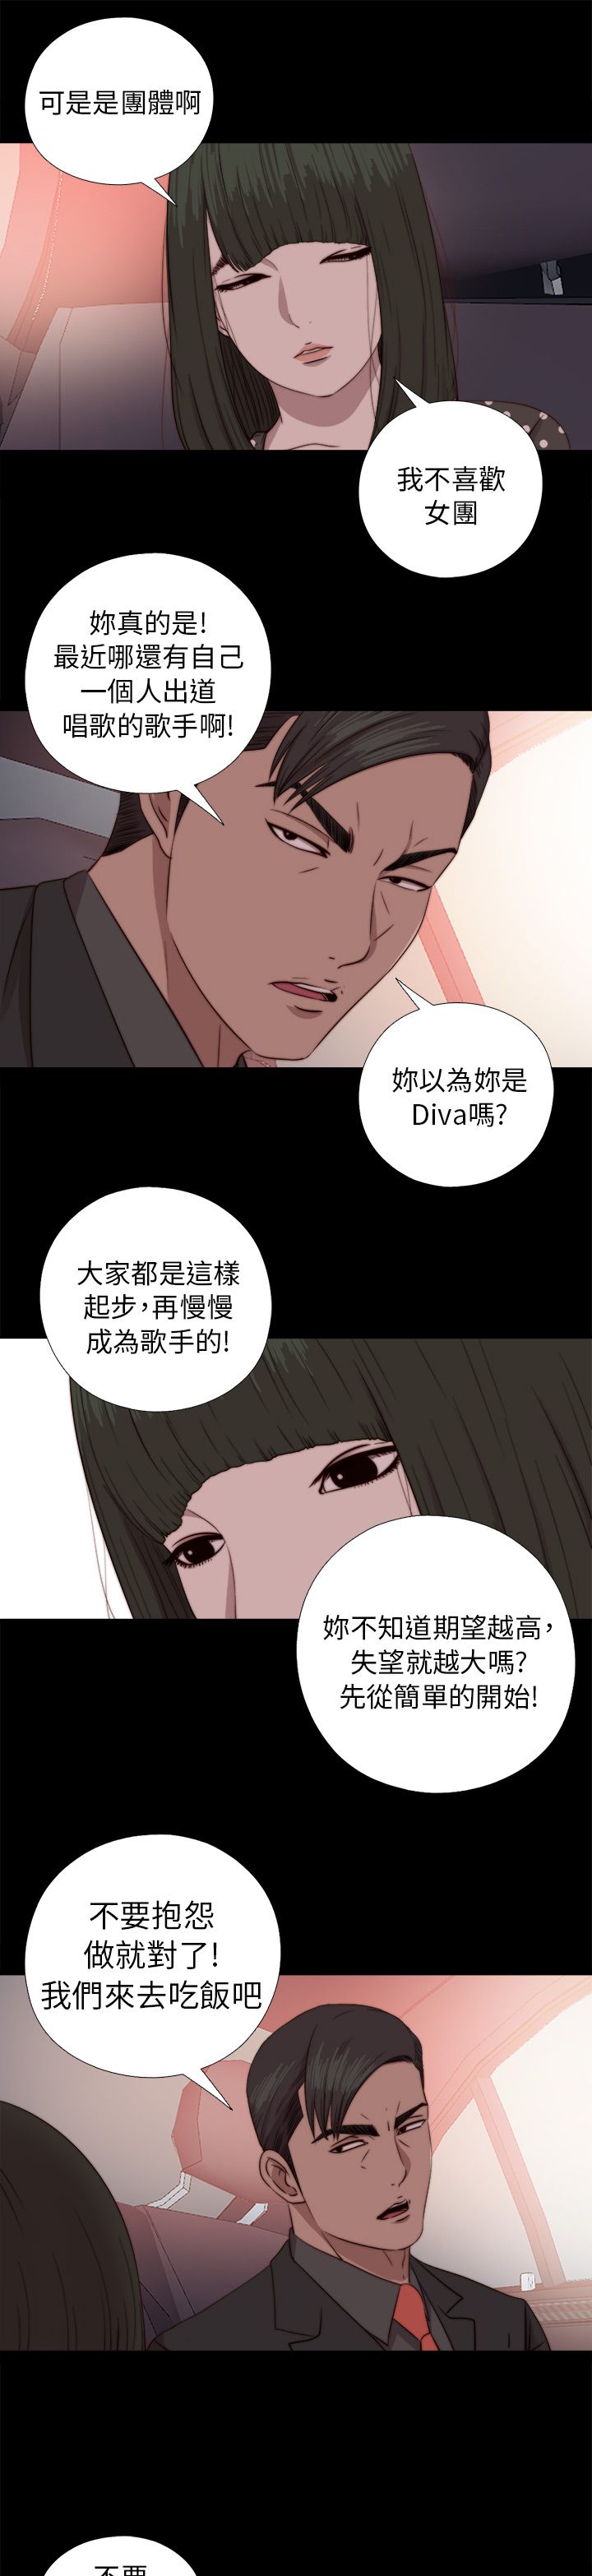 可是是團體啊
我不喜歡
女團
妳真的是!
最近哪還有自己
一個人出道
唱歌的歌手啊!
妳以為妳是
Diva嗎?
大家都是這樣
起步,再慢慢
成為歌手的!
妳不知道期望越高,
失望就越大嗎?
先從簡單的開始!
不要抱怨
做就對了!
我們來去吃飯吧
不要